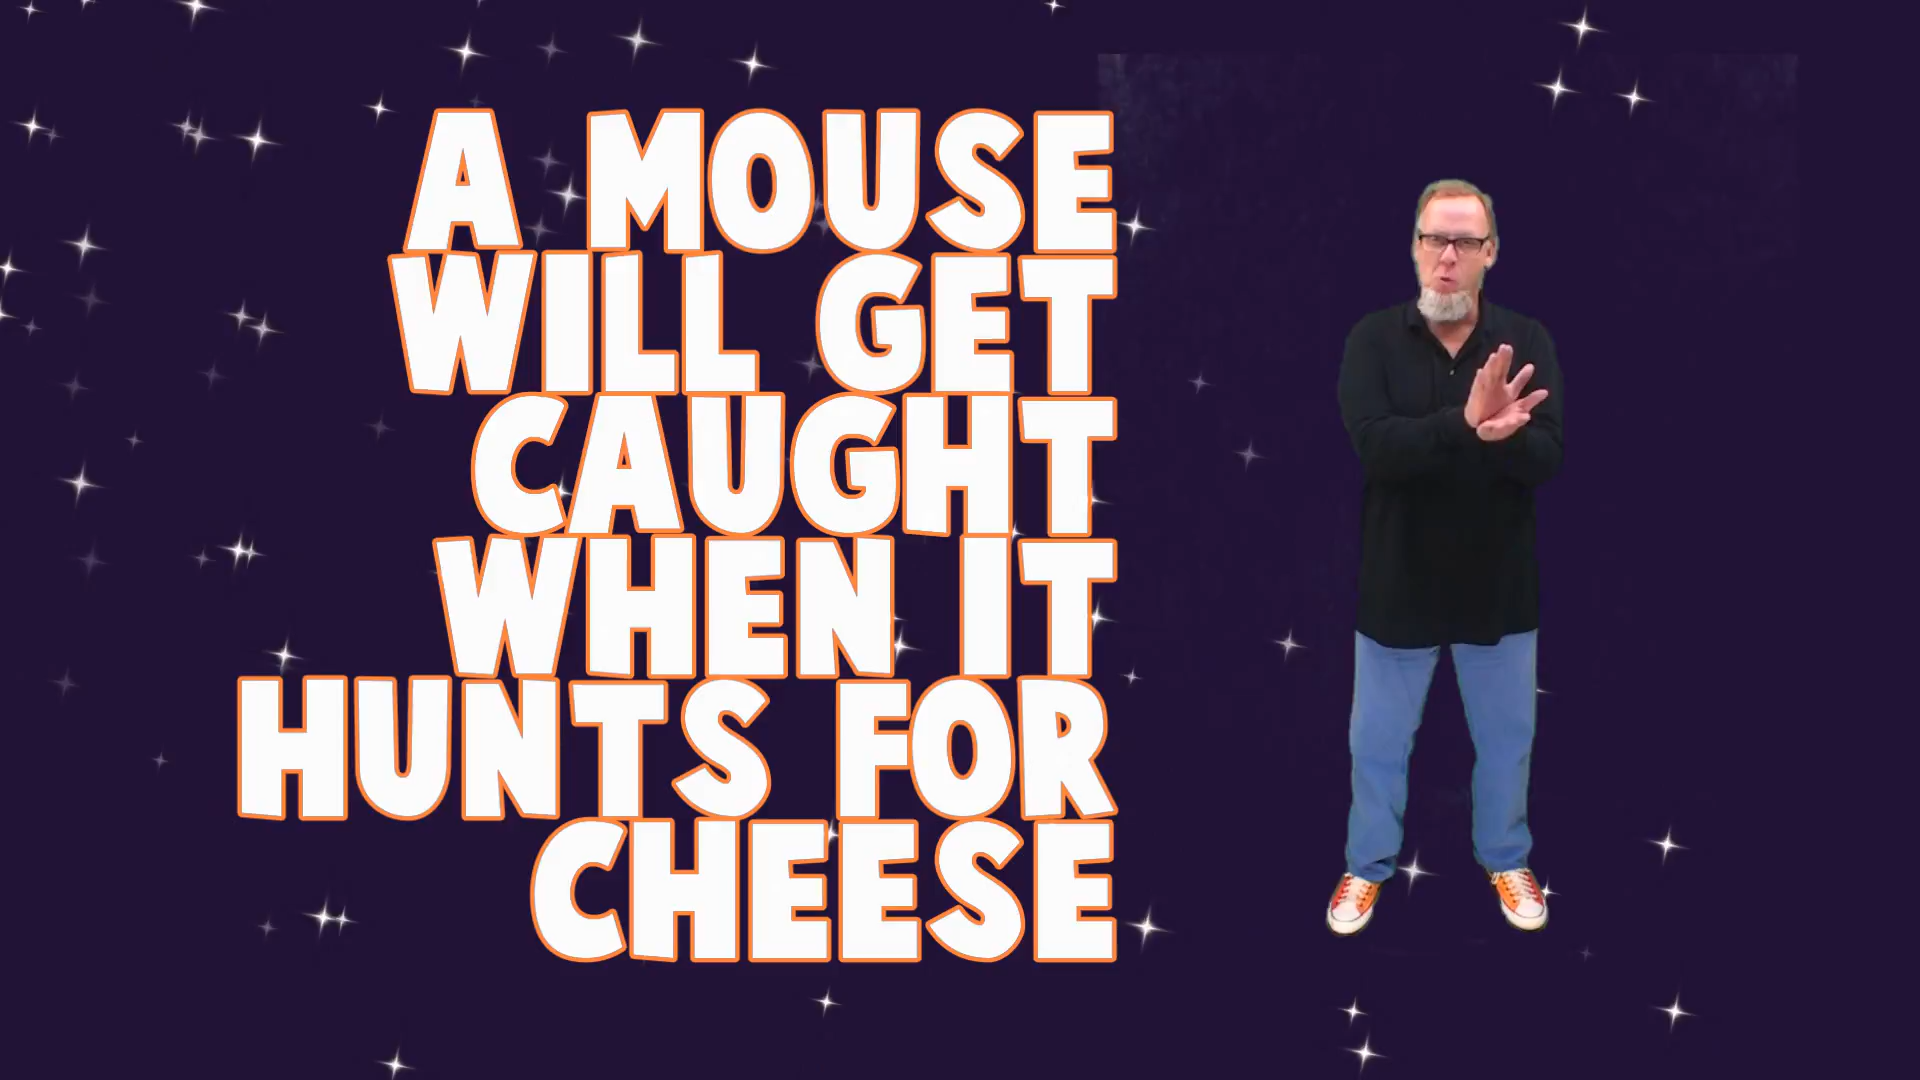 A MOUSE
WILL GET
CAUGHT
WHEN IT
HUNTS FOR
CHEESE